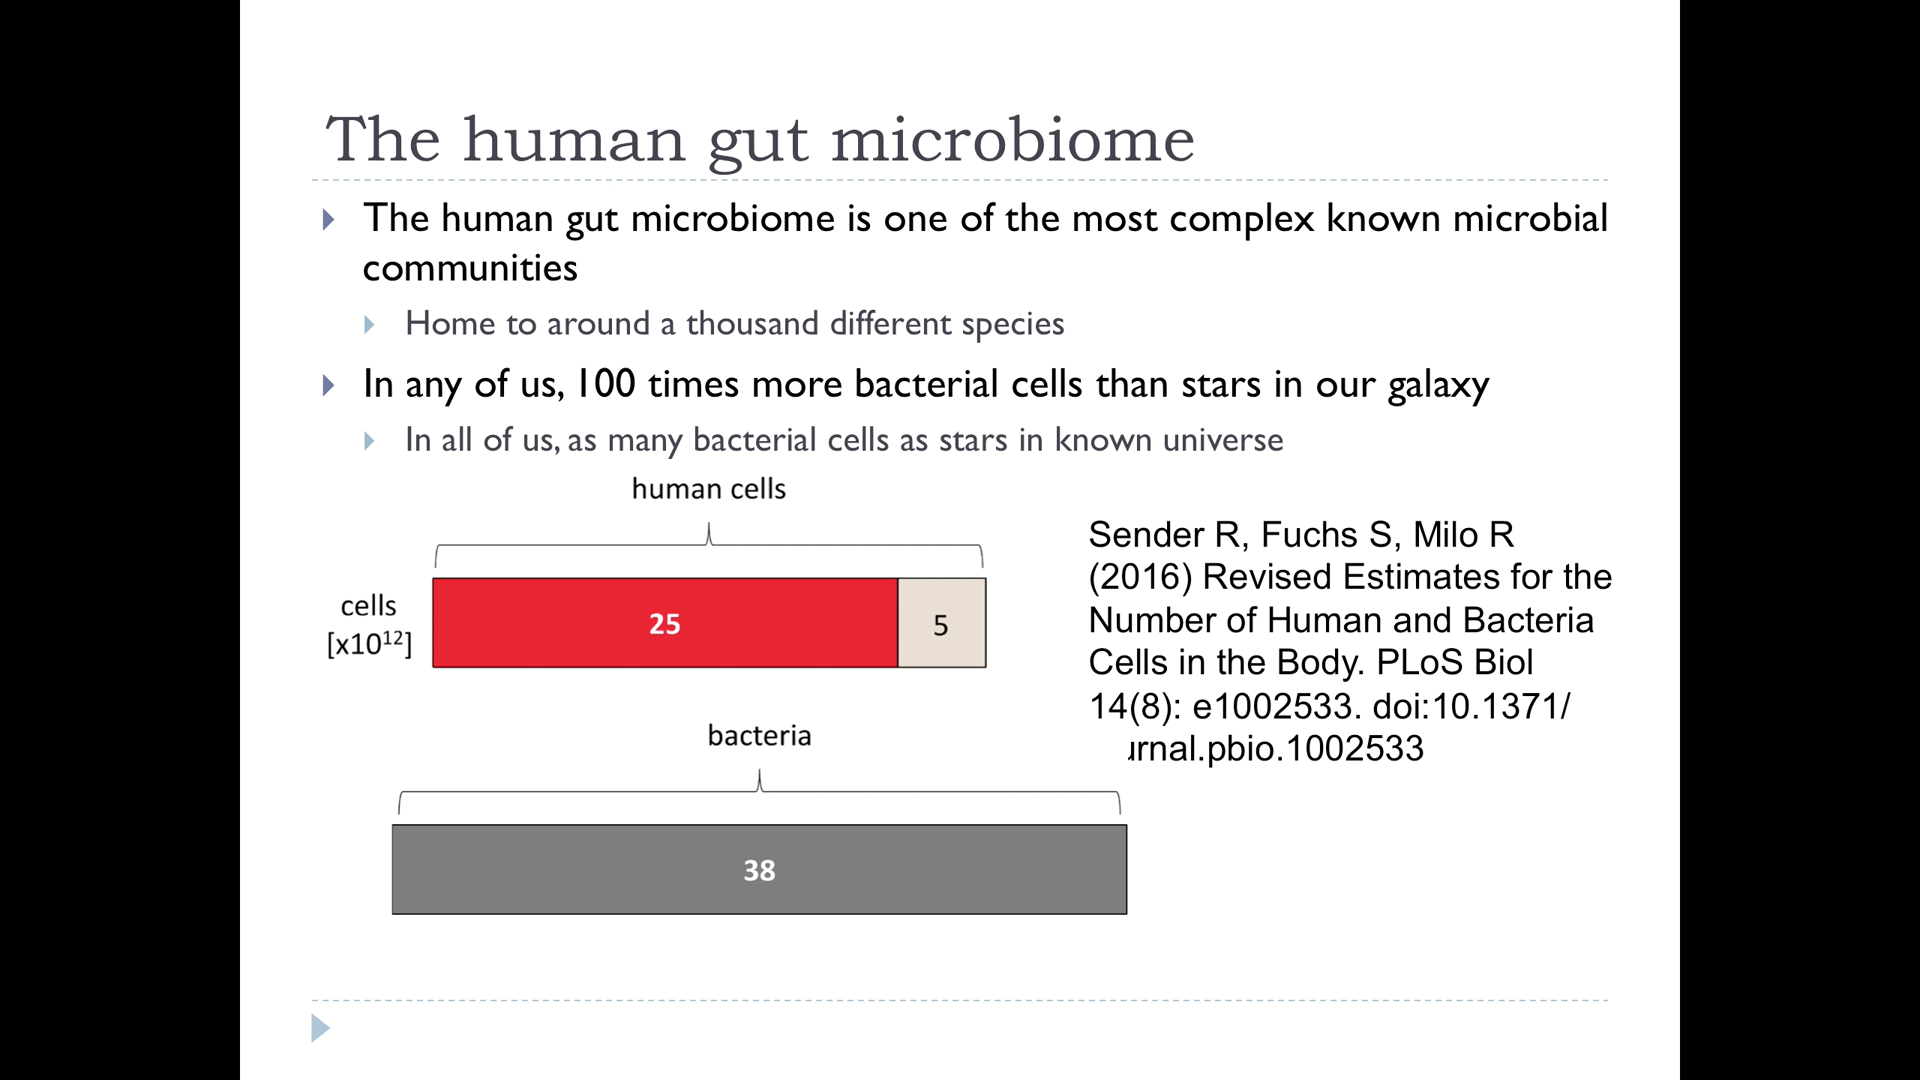 The human gut microbiome
The human gut microbiome is one of the most complex known microbial
communities
Home to around a thousand different species
In any of us, 100 times more bacterial cells than stars in our galaxy
In all of us, as many bacterial cells as stars in known universe
human cells
cells
[x10¹²]
25
5
bacteria
38
Sender R, Fuchs S, Milo R
(2016) Revised Estimates for the
Number of Human and Bacteria
Cells in the Body. PLoS Biol
14(8): e1002533. doi:10.1371/
urnal.pbio.1002533